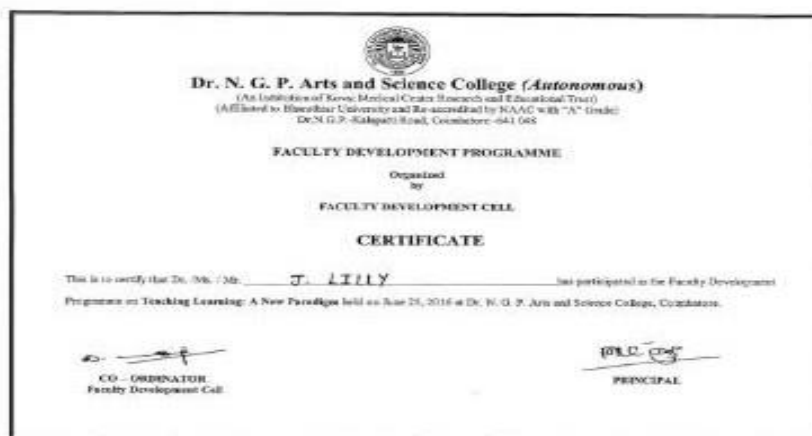 Dr. N. G. P. Arts and Science College (Autonomous)
(An Institution of Kovai Medical Center Research and Educational Trust)
(Affiliated to Bharathiar University and Re-accredited by NAAC with "A" Grade)
Dr.N.G.P.-Kalapatti Road, Coimbatore-641 048
FACULTY DEVELOPMENT PROGRAMME
Organized
by
FACULTY DEVELOPMENT CELL
CERTIFICATE
This is to certify that Dr. /Ms. / Mr. J. LILLY has participated in the Faculty Development
Programme on Teaching Learning: A New Paradigm held on June 2016 at Dr. N. G. P. Arts and Science College, Coimbatore.
CO – ORDINATOR
Faculty Development Cell
PRINCIPAL